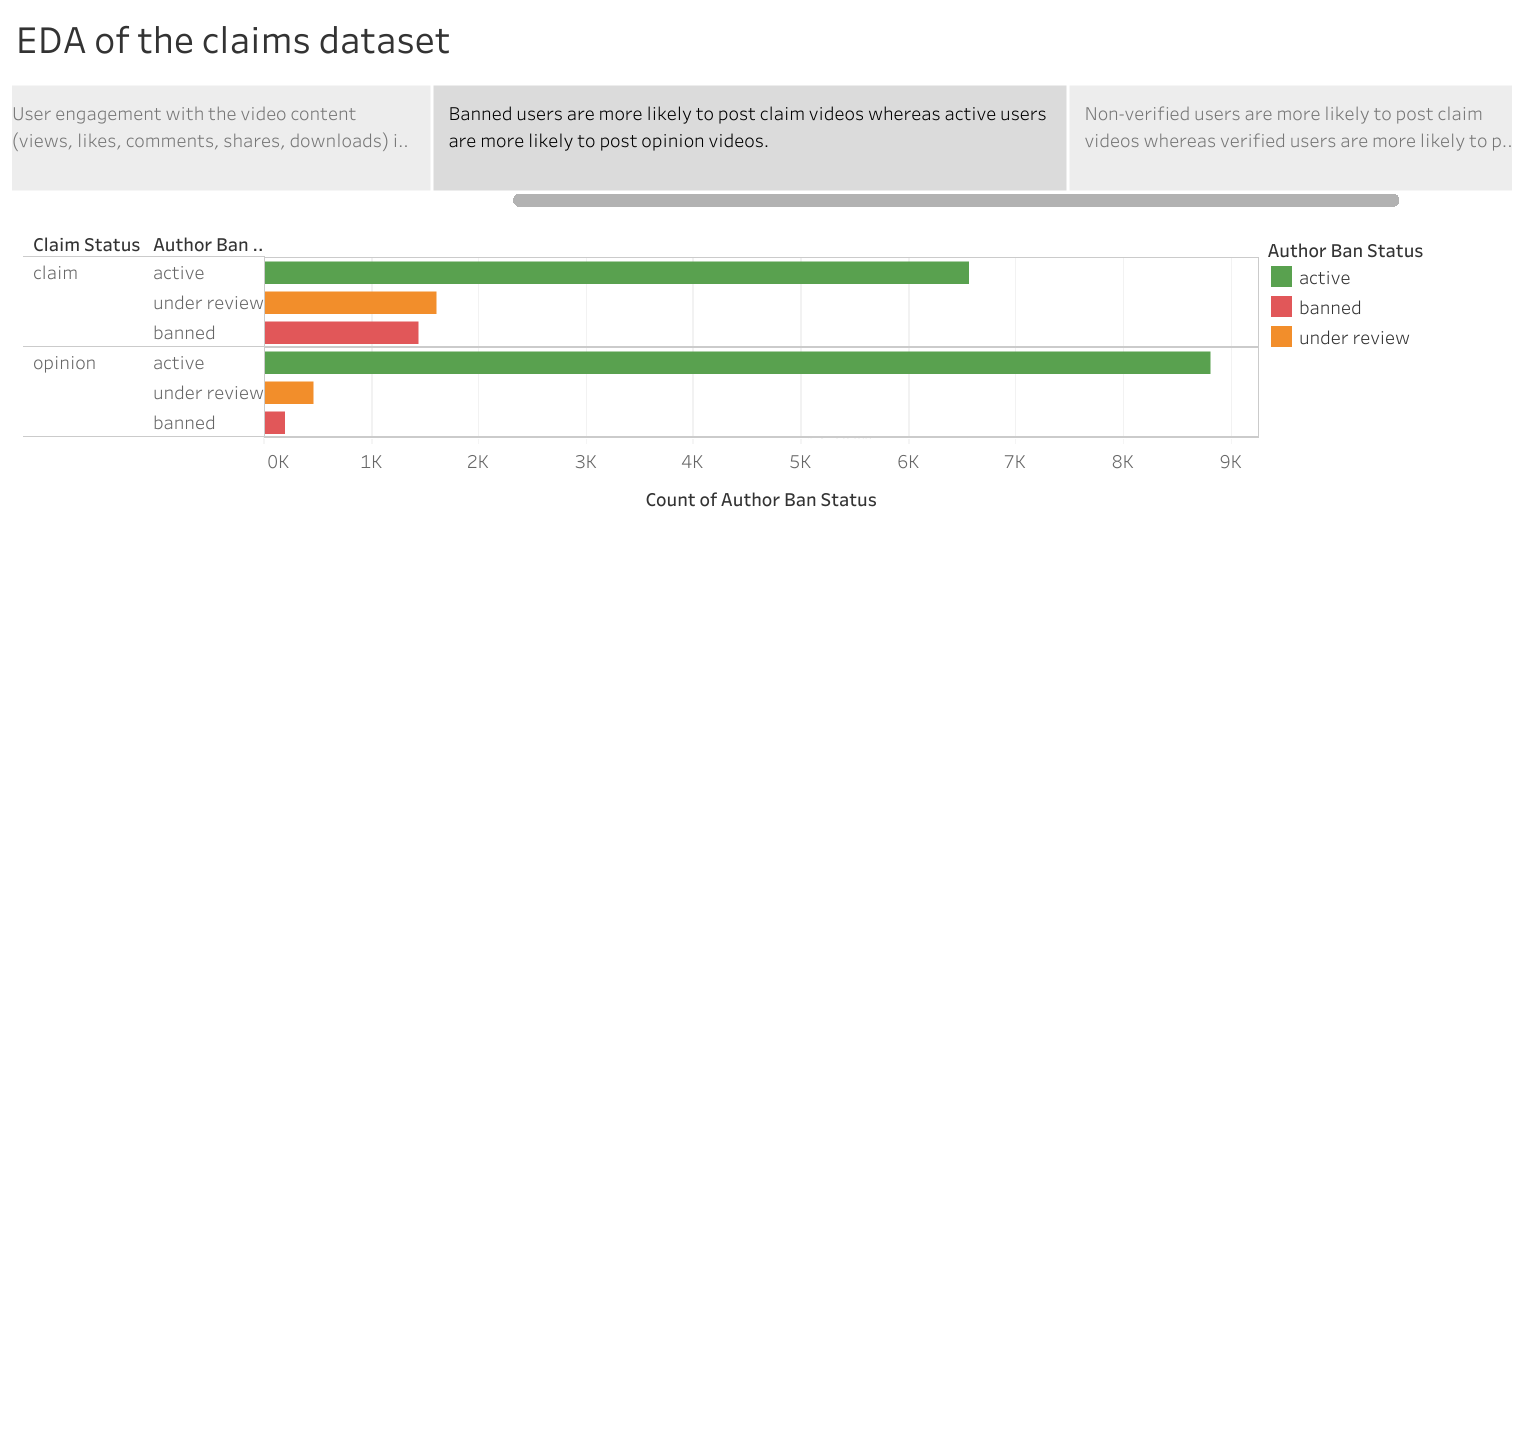 EDA of the claims dataset
User engagement with the video content
(views, likes, comments, shares, downloads) i..
Banned users are more likely to post claim videos whereas active users
are more likely to post opinion videos.
Non-verified users are more likely to post claim
videos whereas verified users are more likely to p..
Claim Status Author Ban ..
claim active
under review
banned
opinion active
under review
banned
0K 1K 2K 3K 4K 5K 6K 7K 8K 9K
Count of Author Ban Status
Author Ban Status
active
banned
under review